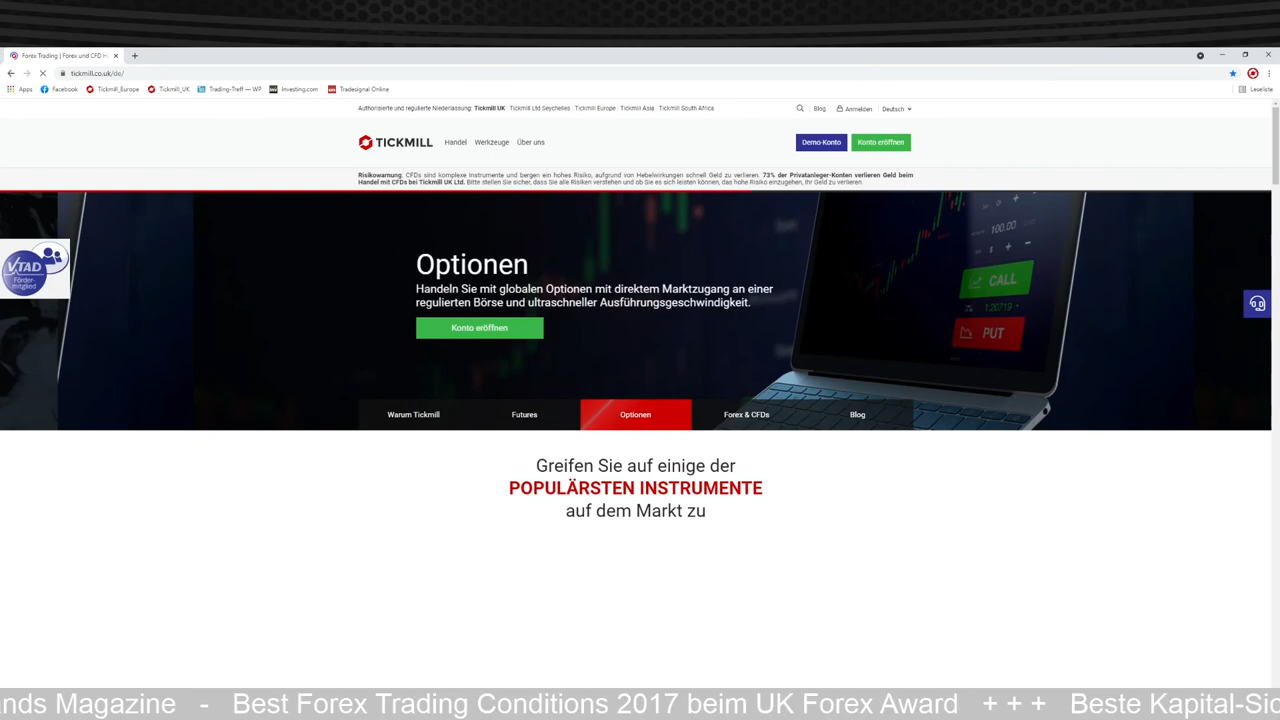 Forex Trading | Forex und CFD H
tickmill.co.uk/de/
Apps Facebook Tickmill_Europe Tickmill_UK Trading-Treff — WP Investing.com Tradesignal Online Leseliste
Authorisierte und regulierte Niederlassung: Tickmill UK Tickmill Ltd Seychelles Tickmill Europe Tickmill Asia Tickmill South Africa Blog Anmelden Deutsch
TICKMILL Handel Werkzeuge Über uns Demo-Konto Konto eröffnen
Risikowarnung: CFDs sind komplexe Instrumente und bergen ein hohes Risiko, aufgrund von Hebelwirkungen schnell Geld zu verlieren. 73% der Privatanleger-Konten verlieren Geld beim
Handel mit CFDs bei Tickmill UK Ltd. Bitte stellen Sie sicher, dass Sie alle Risiken verstehen und ob Sie es sich leisten können, das hohe Risiko einzugehen, Ihr Geld zu verlieren.
VTAD
Förder-
mitglied
Optionen
Handeln Sie mit globalen Optionen mit direktem Marktzugang an einer
regulierten Börse und ultraschneller Ausführungsgeschwindigkeit.
Konto eröffnen
100.00
CALL
1.20719
PUT
Warum Tickmill Futures Optionen Forex & CFDs Blog
Greifen Sie auf einige der
POPULÄRSTEN INSTRUMENTE
auf dem Markt zu
nds Magazine - Best Forex Trading Conditions 2017 beim UK Forex Award + + + Beste Kapital-Sic